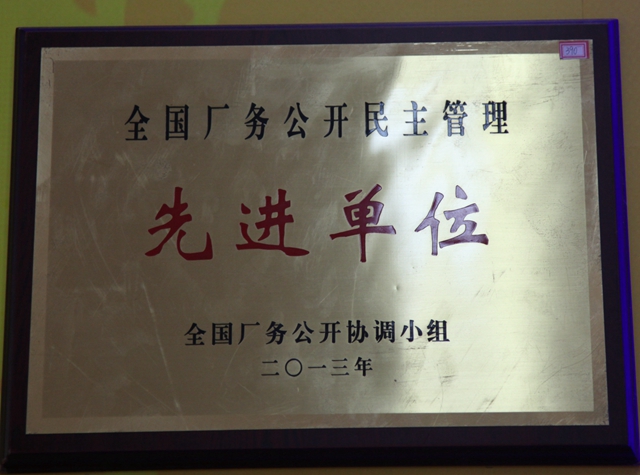 全国厂务公开民主管理
先进单位
全国厂务公开协调小组
二〇一三年